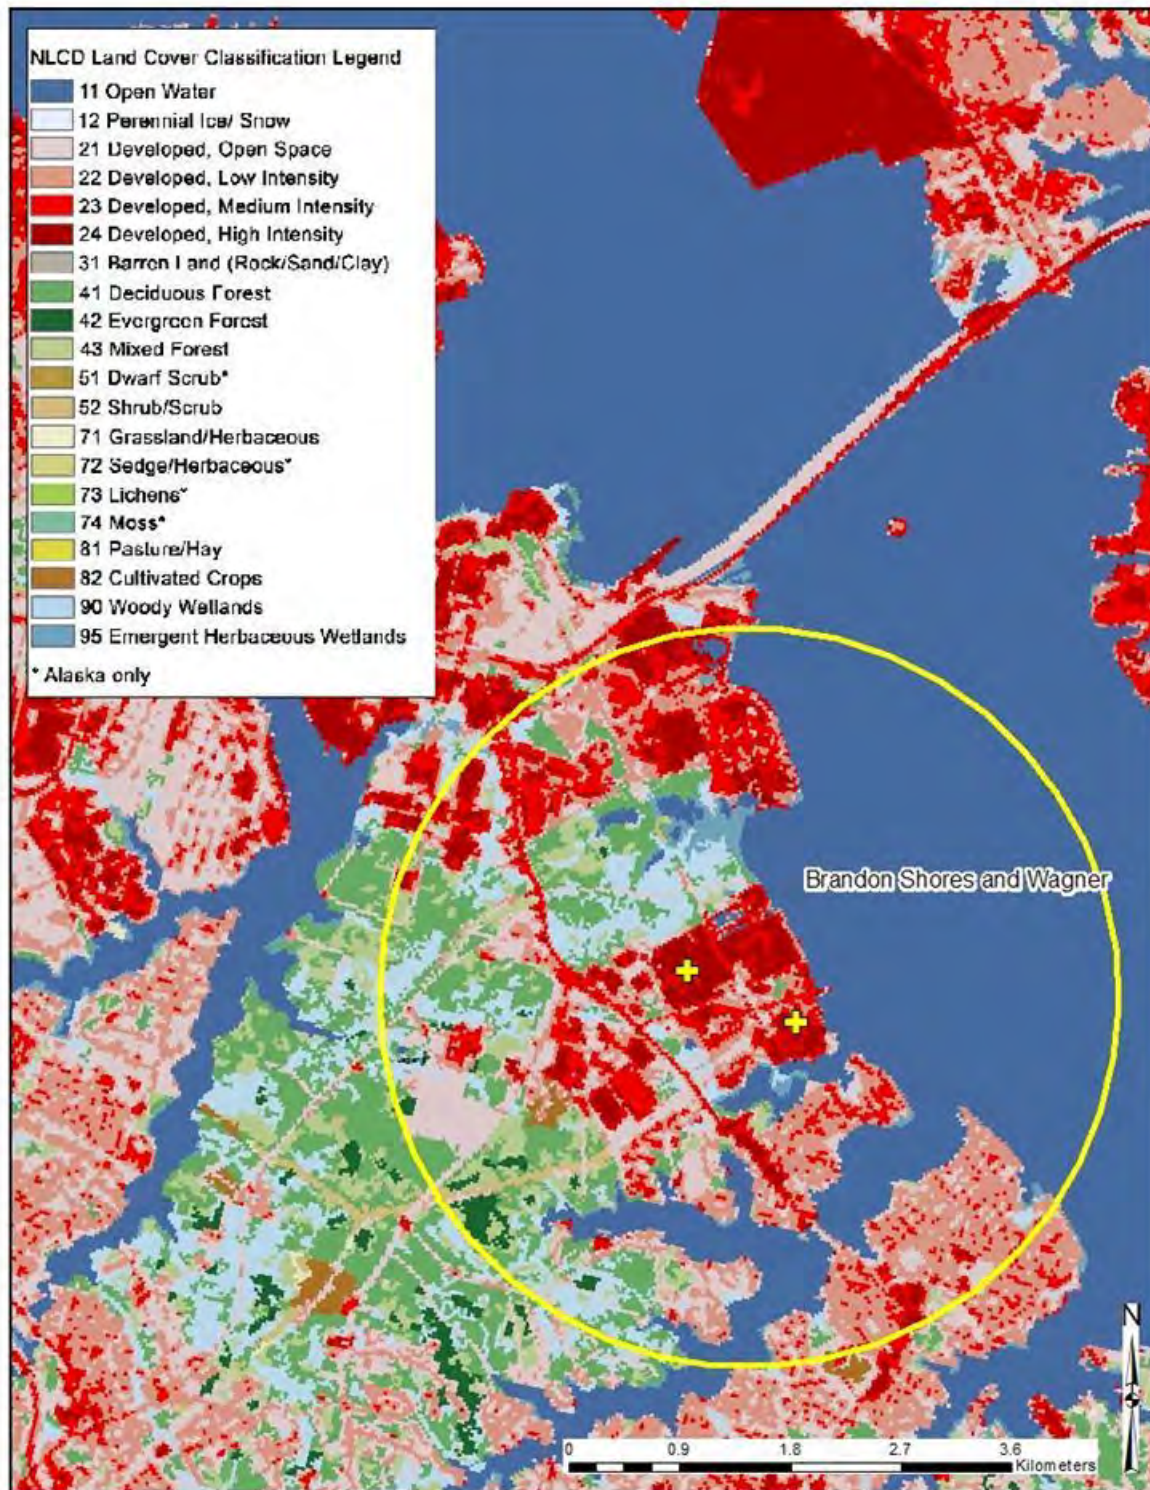 NLCD Land Cover Classification Legend
11 Open Water
12 Perennial Ice/ Snow
21 Developed, Open Space
22 Developed, Low Intensity
23 Developed, Medium Intensity
24 Developed, High Intensity
31 Barren Land (Rock/Sand/Clay)
41 Deciduous Forest
42 Evergreen Forest
43 Mixed Forest
51 Dwarf Scrub*
52 Shrub/Scrub
71 Grassland/Herbaceous
72 Sedge/Herbaceous*
73 Lichens*
74 Moss*
81 Pasture/Hay
82 Cultivated Crops
90 Woody Wetlands
95 Emergent Herbaceous Wetlands
* Alaska only
Brandon Shores and Wagner
N
0 0.9 1.8 2.7 3.6
Kilometers